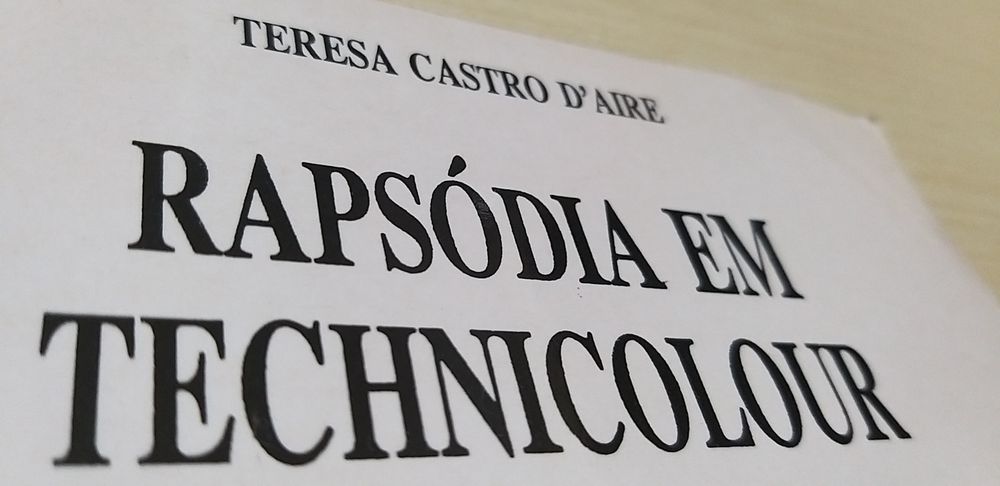 TERESA CASTRO D'AIRE
RAPSÓDIA EM
TECHNICOLOUR